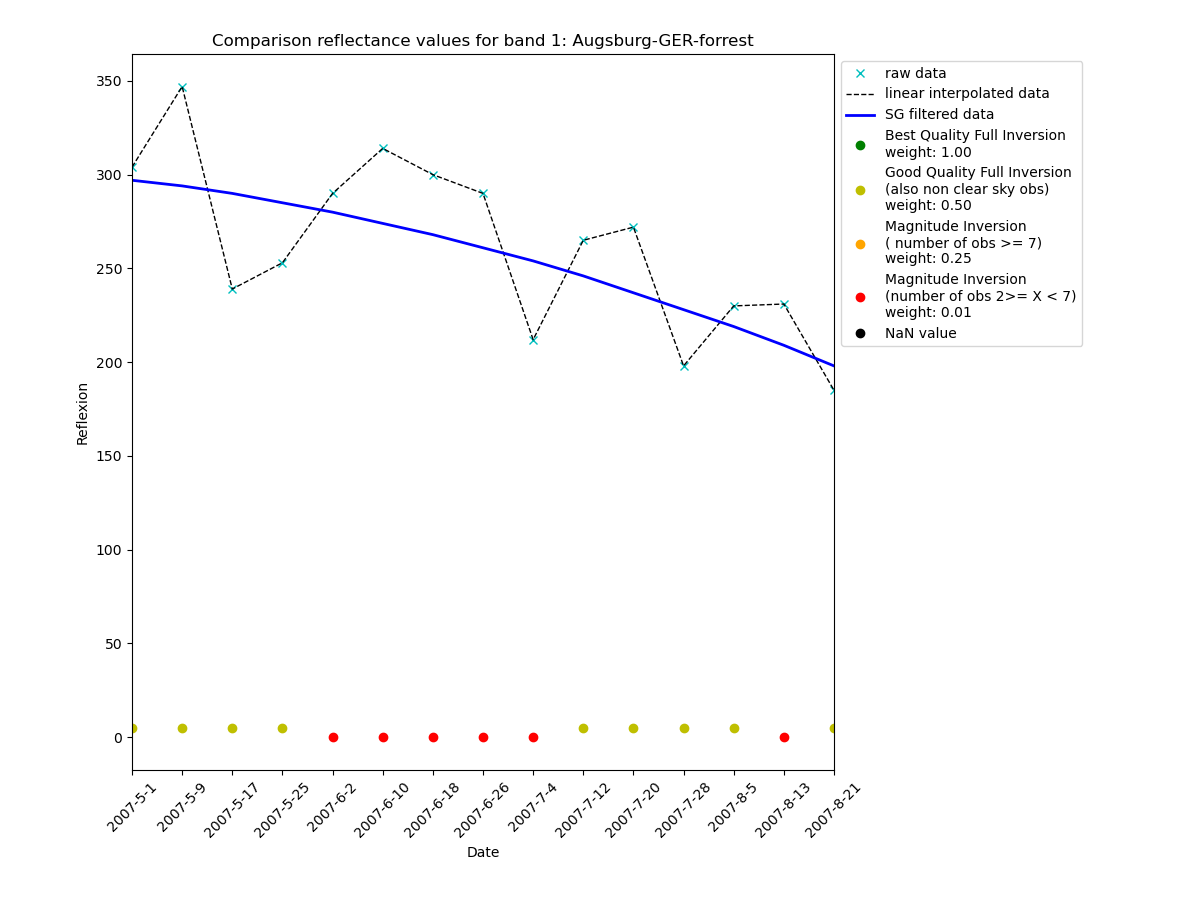 Comparison reflectance values for band 1: Augsburg-GER-forrest
350
300
250
200
150
100
50
0
Reflexion
2007-5-1
2007-5-9
2007-5-17
2007-5-25
2007-6-2
2007-6-10
2007-6-18
2007-6-26
2007-7-4
2007-7-12
2007-7-20
2007-7-28
2007-8-5
2007-8-13
2007-8-21
Date
raw data
linear interpolated data
SG filtered data
Best Quality Full Inversion
weight: 1.00
Good Quality Full Inversion
(also non clear sky obs)
weight: 0.50
Magnitude Inversion
( number of obs >= 7)
weight: 0.25
Magnitude Inversion
(number of obs 2>= X < 7)
weight: 0.01
NaN value